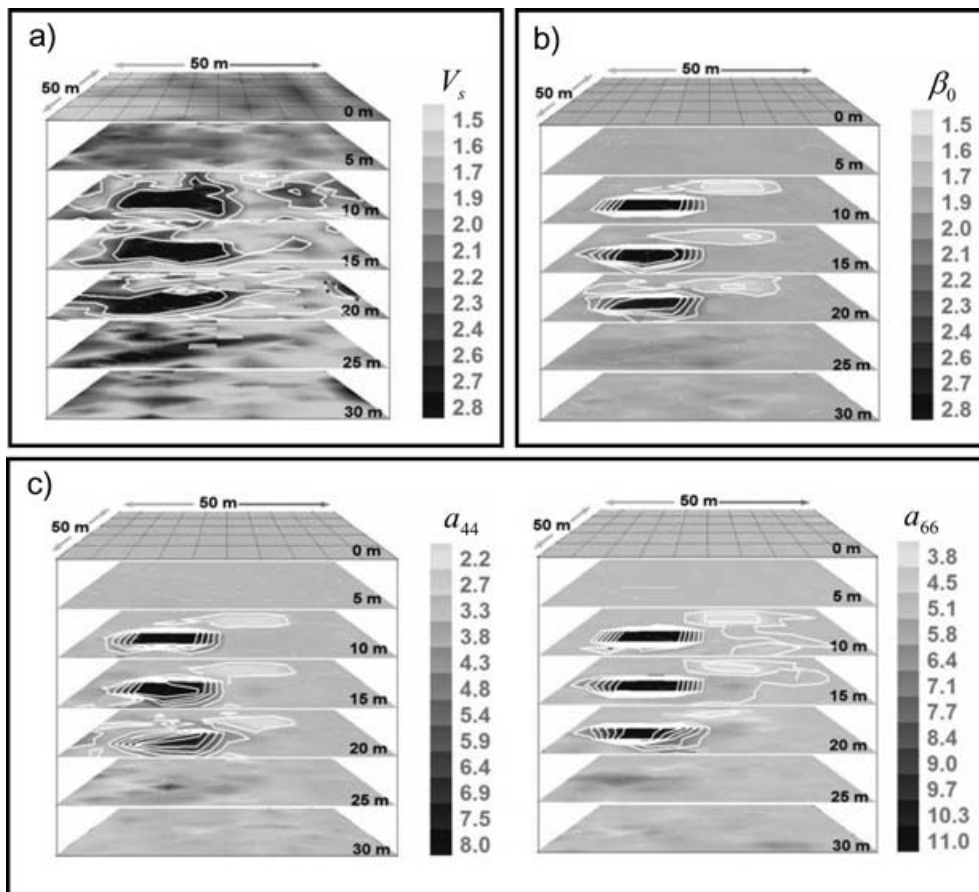 a)
50 m
50 m
0 m
5 m
10 m
15 m
20 m
25 m
30 m
V_s
1.5
1.6
1.7
1.9
2.0
2.1
2.2
2.3
2.4
2.6
2.7
2.8
b)
50 m
50 m
0 m
5 m
10 m
15 m
20 m
25 m
30 m
β_0
1.5
1.6
1.7
1.9
2.0
2.1
2.2
2.3
2.4
2.6
2.7
2.8
c)
50 m
50 m
0 m
5 m
10 m
15 m
20 m
25 m
30 m
a_44
2.2
2.7
3.3
3.8
4.3
4.8
5.4
5.9
6.4
6.9
7.5
8.0
50 m
50 m
0 m
5 m
10 m
15 m
20 m
25 m
30 m
a_66
3.8
4.5
5.1
5.8
6.4
7.1
7.7
8.4
9.0
9.7
10.3
11.0